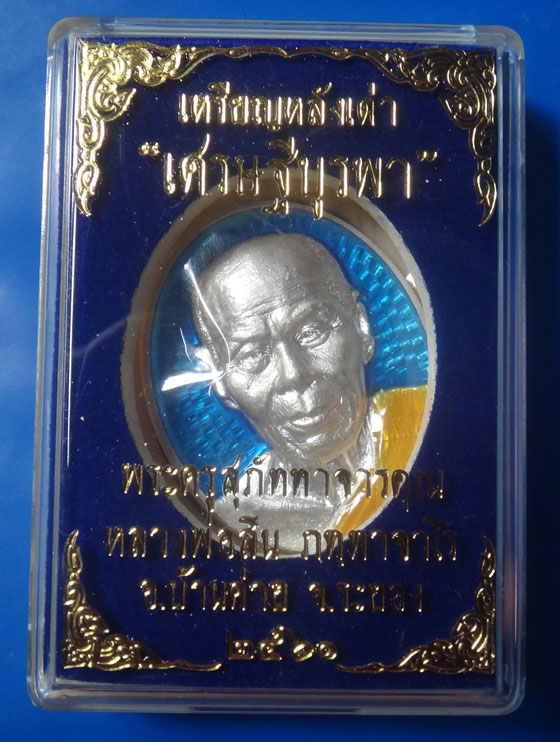 เหรียญหลังเต่า
"เศรษฐีบูรพา"
พระครูสุภัททาจารคุณ
หลวงพ่อสิน ภทฺทาจาโร
อ.บ้านค่าย จ.ระยอง
๒๕๖๐